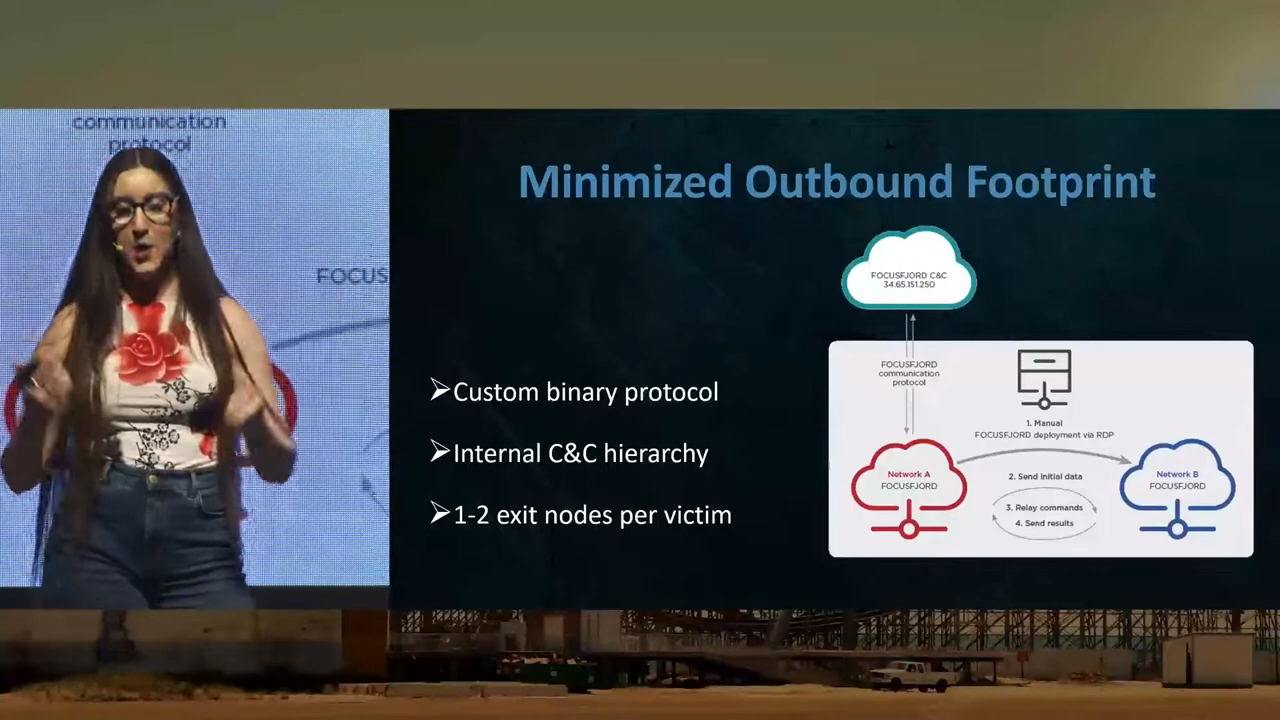 communication
protocol
FOCUS
Minimized Outbound Footprint
FOCUSFJORD C&C
34.65.151.250
➢Custom binary protocol
➢Internal C&C hierarchy
➢1-2 exit nodes per victim
FOCUSFJORD
communication
protocol
1. Manual
FOCUSFJORD deployment via RDP
Network A
FOCUSFJORD
2. Send initial data
3. Relay commands
4. Send results
Network B
FOCUSFJORD